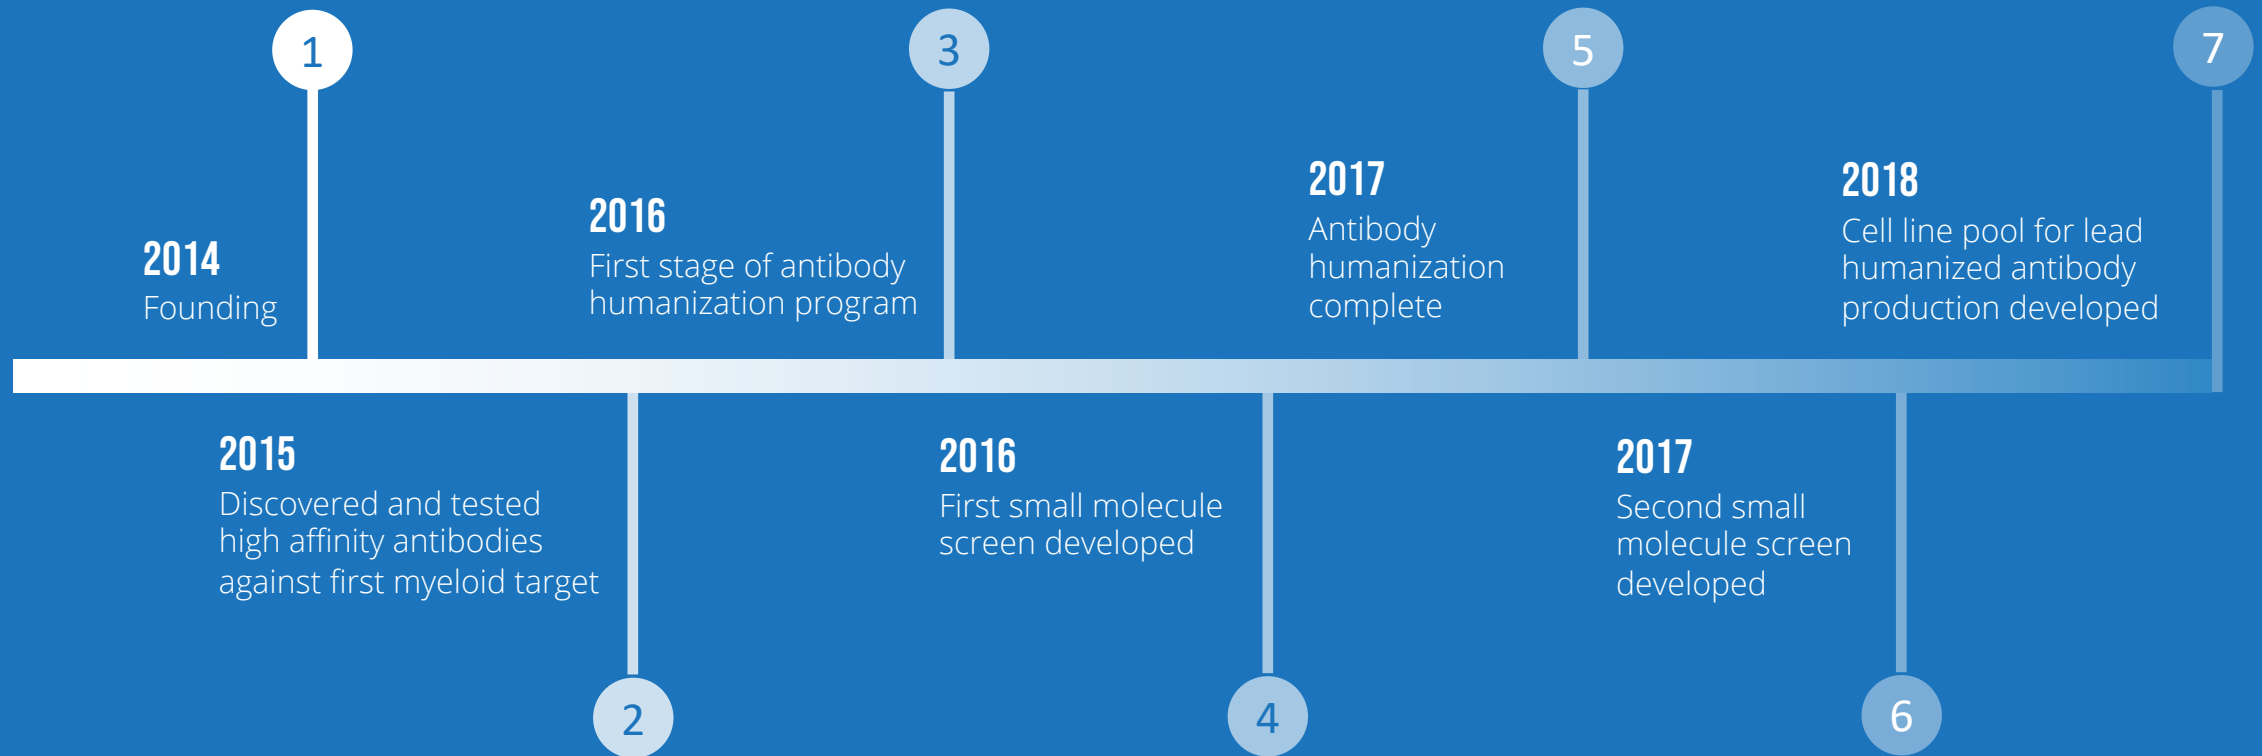 1
2014
Founding
2015
Discovered and tested
high affinity antibodies
against first myeloid target
2
3
2016
First stage of antibody
humanization program
2016
First small molecule
screen developed
4
5
2017
Antibody
humanization
complete
2017
Second small
molecule screen
developed
6
7
2018
Cell line pool for lead
humanized antibody
production developed